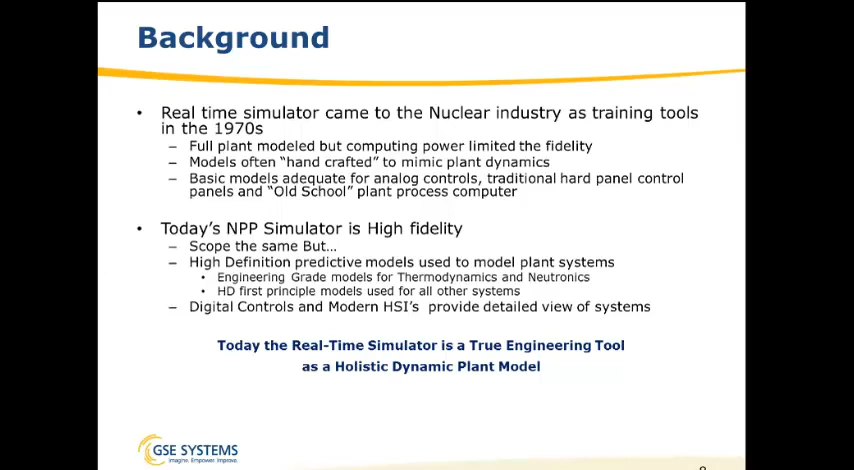 Background
• Real time simulator came to the Nuclear industry as training tools
in the 1970s
– Full plant modeled but computing power limited the fidelity
– Models often “hand crafted” to mimic plant dynamics
– Basic models adequate for analog controls, traditional hard panel control
panels and “Old School” plant process computer
• Today’s NPP Simulator is High fidelity
– Scope the same But…
– High Definition predictive models used to model plant systems
• Engineering Grade models for Thermodynamics and Neutronics
• HD first principle models used for all other systems
– Digital Controls and Modern HSI’s provide detailed view of systems
Today the Real-Time Simulator is a True Engineering Tool
as a Holistic Dynamic Plant Model
GSE SYSTEMS
Imagine. Empower. Improve.